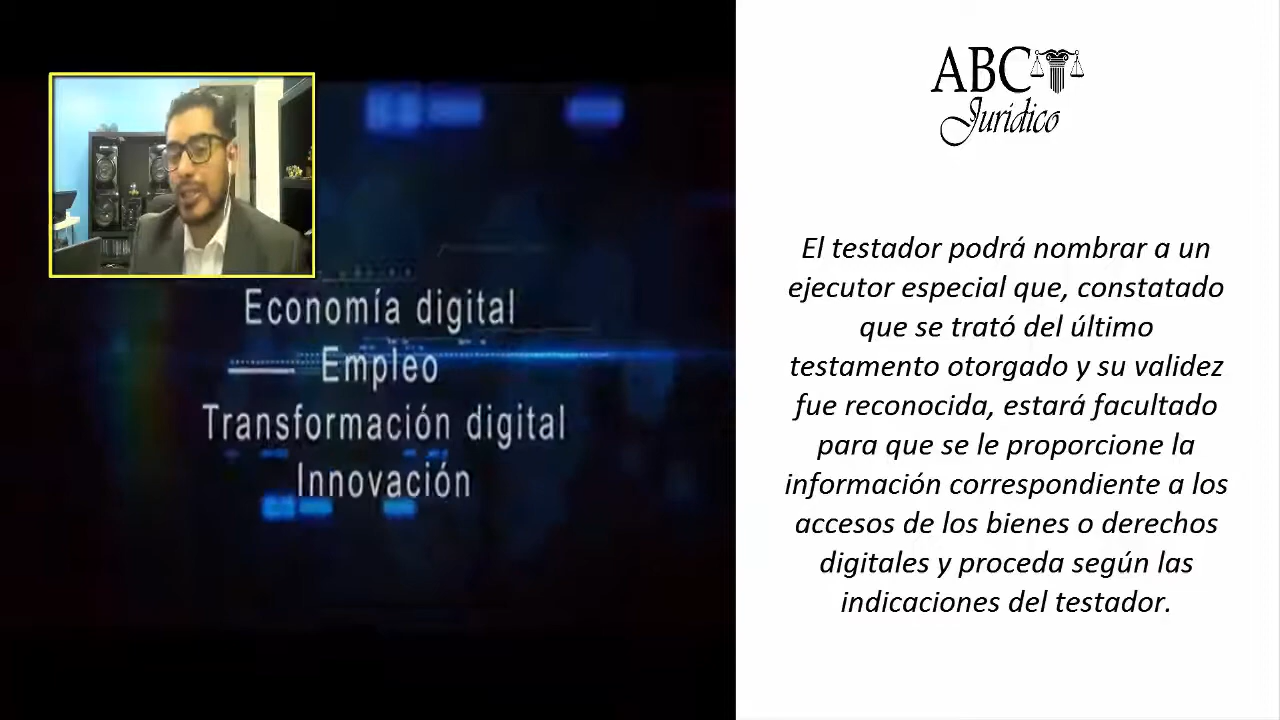 Economía digital
Empleo
Transformación digital
Innovación
ABC
Jurídico
El testador podrá nombrar a un
ejecutor especial que, constatado
que se trató del último
testamento otorgado y su validez
fue reconocida, estará facultado
para que se le proporcione la
información correspondiente a los
accesos de los bienes o derechos
digitales y proceda según las
indicaciones del testador.